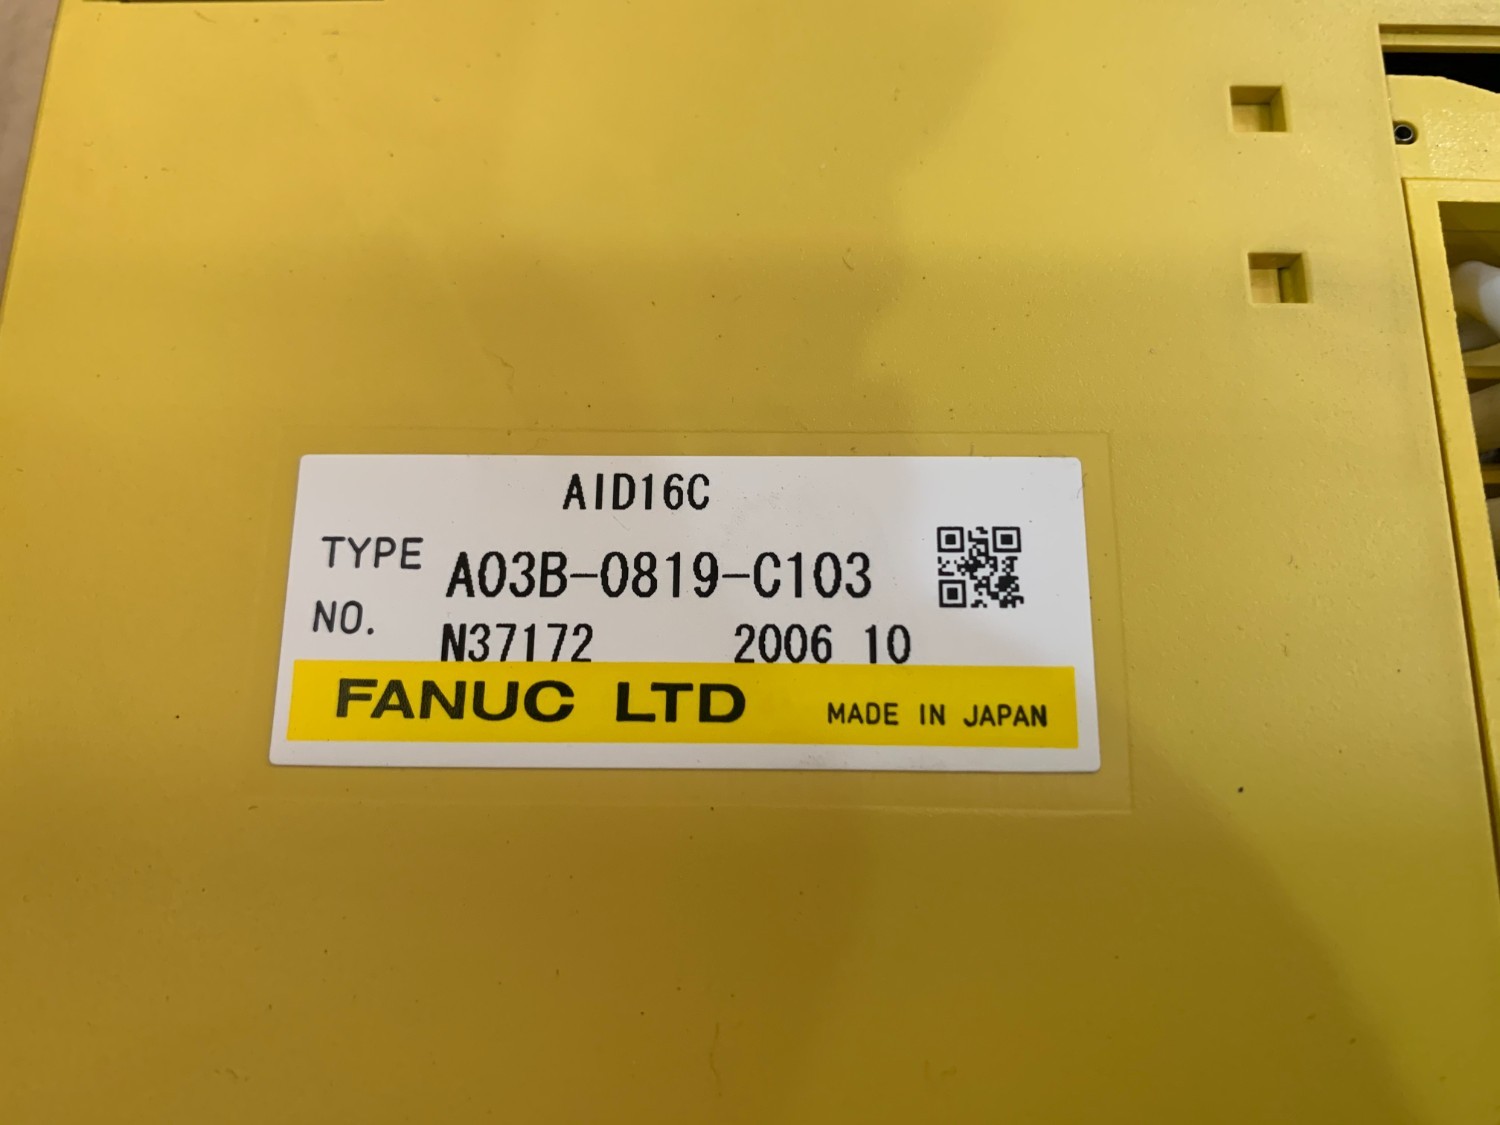 AID16C
TYPE A03B-0819-C103
NO. N37172 2006 10
FANUC LTD MADE IN JAPAN